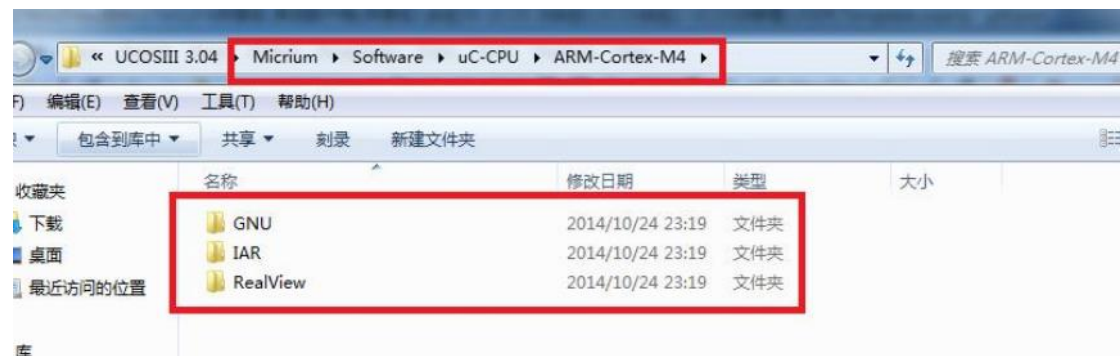 « UCOSIII 3.04 ▸ Micrium ▸ Software ▸ uC-CPU ▸ ARM-Cortex-M4 ▸ 搜索 ARM-Cortex-M4
F) 编辑(E) 查看(V) 工具(T) 帮助(H)
包含到库中 ▼ 共享 ▼ 刻录 新建文件夹
收藏夹 名称 修改日期 类型 大小
下载 GNU 2014/10/24 23:19 文件夹
桌面 IAR 2014/10/24 23:19 文件夹
最近访问的位置 RealView 2014/10/24 23:19 文件夹
库